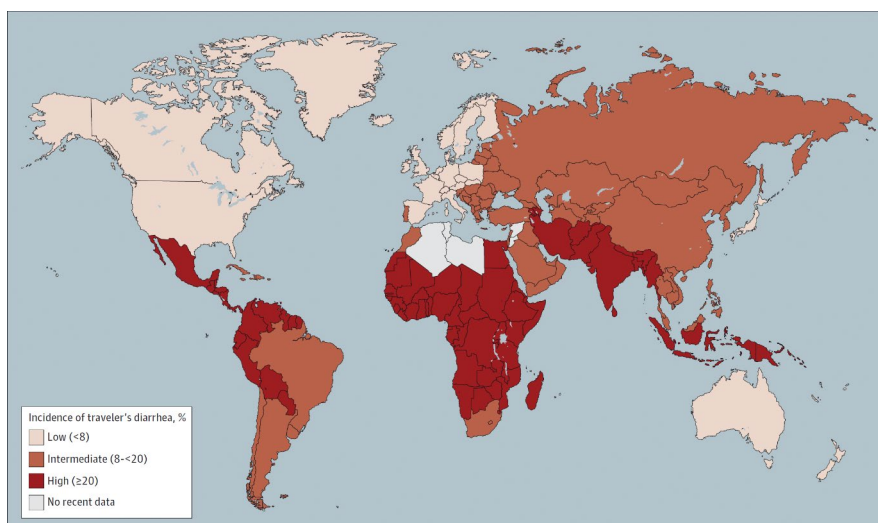 Incidence of traveler's diarrhea, %
Low (<8)
Intermediate (8-<20)
High (≥20)
No recent data